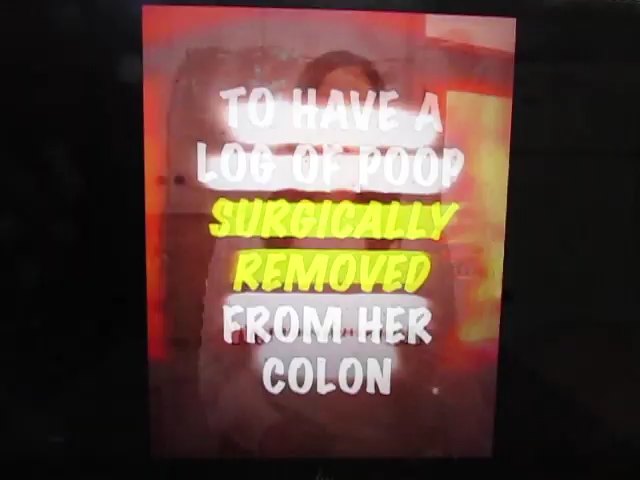 TO HAVE A
LOG OF POOP
SURGICALLY
REMOVED
FROM HER
COLON